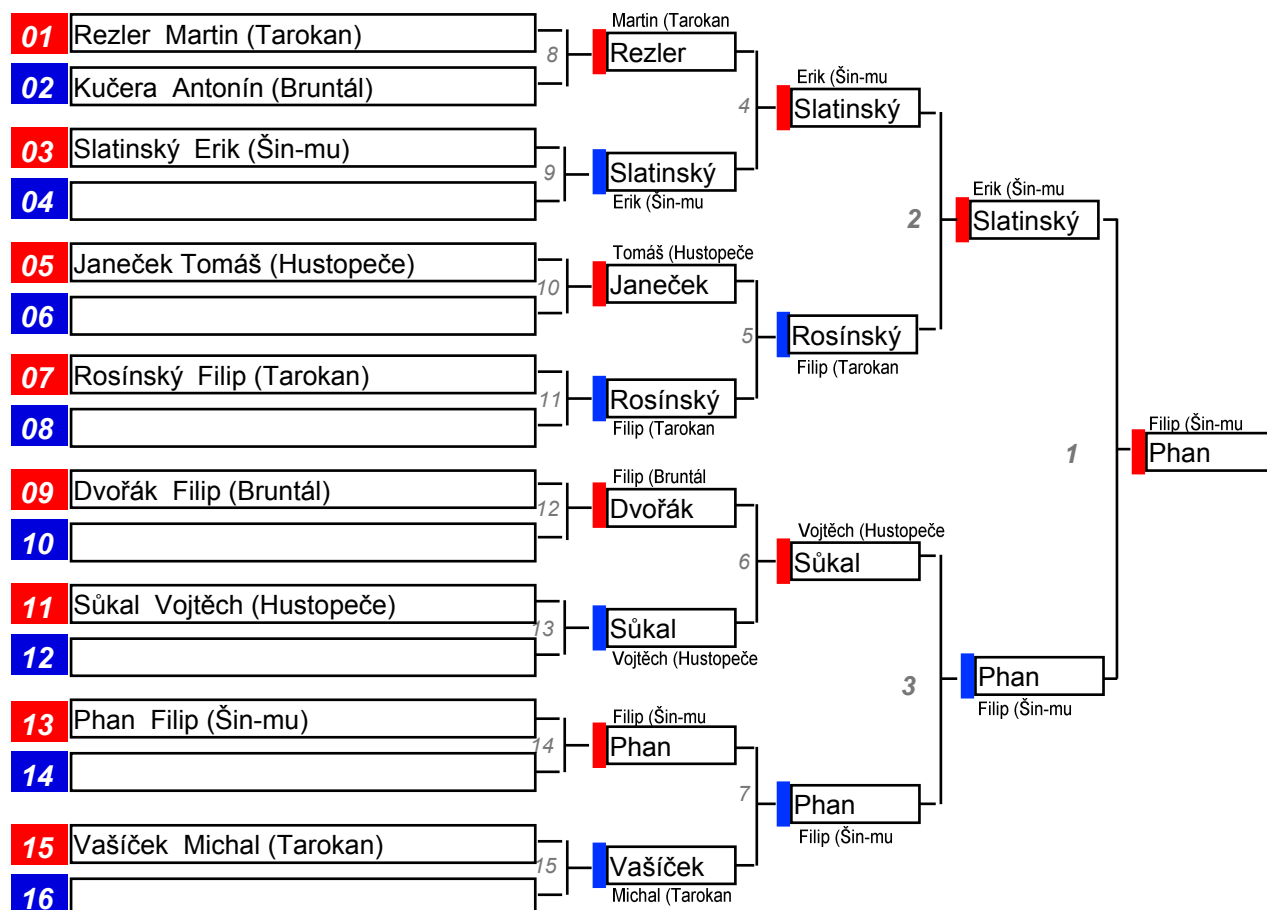 01 Rezler Martin (Tarokan)
02 Kučera Antonín (Bruntál)
03 Slatinský Erik (Šin-mu)
04
05 Janeček Tomáš (Hustopeče)
06
07 Rosínský Filip (Tarokan)
08
09 Dvořák Filip (Bruntál)
10
11 Sůkal Vojtěch (Hustopeče)
12
13 Phan Filip (Šin-mu)
14
15 Vašíček Michal (Tarokan)
16
8
9
10
11
12
13
14
15
Martin (Tarokan
Rezler
Slatinský
Erik (Šin-mu
Tomáš (Hustopeče
Janeček
Rosínský
Filip (Tarokan
Filip (Bruntál
Dvořák
Sůkal
Vojtěch (Hustopeče
Filip (Šin-mu
Phan
Vašíček
Michal (Tarokan
4
5
6
7
Erik (Šin-mu
Slatinský
Rosínský
Filip (Tarokan
Vojtěch (Hustopeče
Sůkal
Phan
Filip (Šin-mu
2
3
Erik (Šin-mu
Slatinský
Phan
Filip (Šin-mu
1
Filip (Šin-mu
Phan